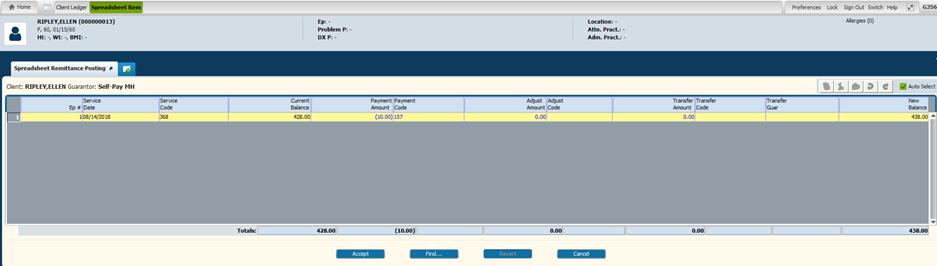 Home Client Ledger Spreadsheet Rem Preferences Lock Sign Out Switch Help G356
RIPLEY,ELLEN (000000013)
F, 60, 01/15/60
Ht: -, Wt: -, BMI: -
Ep: -
Problem P: -
DX P: -
Location: -
Attn. Pract.: -
Adm. Pract.: -
Allergies (0)
Spreadsheet Remittance Posting
Client: RIPLEY,ELLEN Guarantor: Self-Pay MH Auto Select
Service Service Current Payment Payment Adjust Adjust Transfer Transfer Transfer New
Ep # Date Code Balance Amount Code Amount Code Amount Code Guar Balance
1 1 08/14/2018 368 428.00 (10.00) 157 0.00 0.00 438.00
Totals: 428.00 (10.00) 0.00 0.00 438.00
Accept Find... Revert Cancel